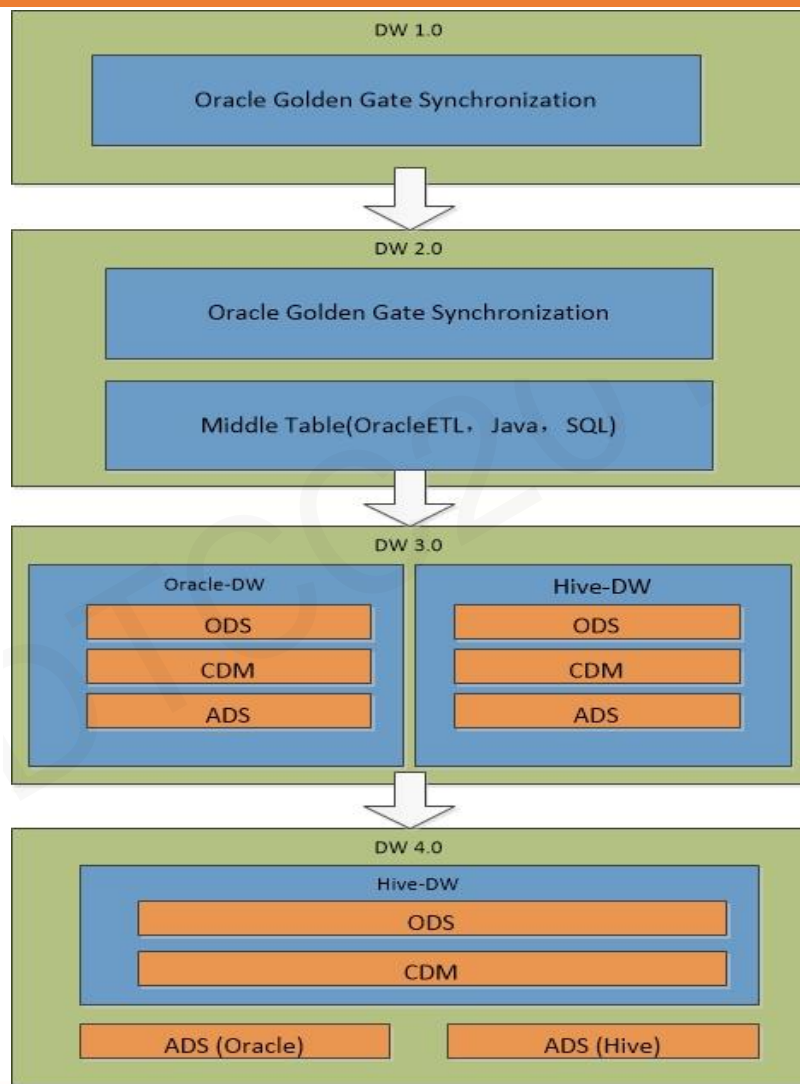 DW 1.0
Oracle Golden Gate Synchronization
DW 2.0
Oracle Golden Gate Synchronization
Middle Table(OracleETL，Java，SQL)
DW 3.0
Oracle-DW
ODS
CDM
ADS
Hive-DW
ODS
CDM
ADS
DW 4.0
Hive-DW
ODS
CDM
ADS (Oracle)
ADS (Hive)